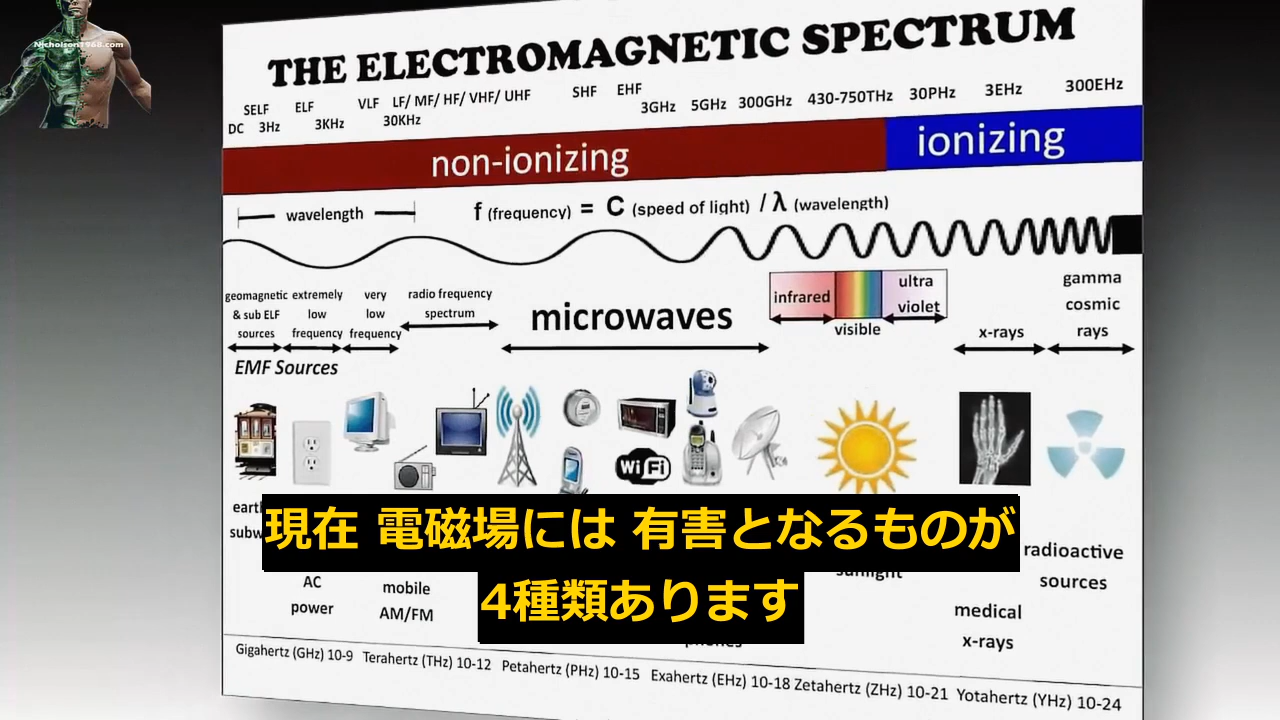 Nicholson1968.com
THE ELECTROMAGNETIC SPECTRUM
SELF ELF VLF LF/ MF/ HF/ VHF/ UHF SHF EHF
DC 3Hz 3KHz 30KHz 3GHz 5GHz 300GHz 430-750THz 30PHz 3EHz 300EHz
non-ionizing ionizing
wavelength f (frequency) = C (speed of light) / λ (wavelength)
geomagnetic & sub ELF sources
extremely low frequency
very low frequency
radio frequency spectrum
microwaves
infrared
visible
ultra violet
x-rays
gamma cosmic rays
EMF Sources
WiFi
現在 電磁場には 有害となるものが
4種類あります
AC power
mobile AM/FM
sunlight
medical x-rays
radioactive sources
phones
Gigahertz (GHz) 10-9 Terahertz (THz) 10-12 Petahertz (PHz) 10-15 Exahertz (EHz) 10-18 Zetahertz (ZHz) 10-21 Yotahertz (YHz) 10-24